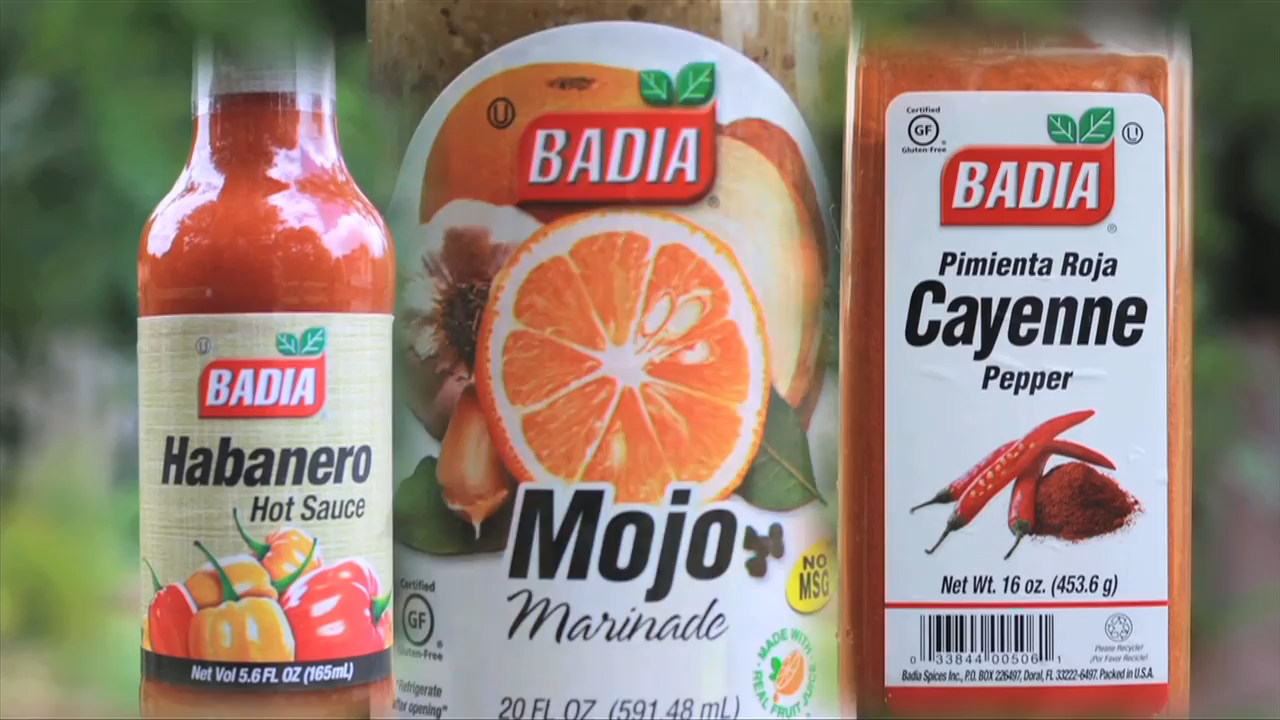 U
BADIA
Habanero
Hot Sauce
Net Vol 5.6 FL OZ (165mL)
U
BADIA
®
Mojo
Marinade
NO
MSG
Certified
GF
Gluten-Free
MADE WITH
REAL FRUIT JUICE
*Refrigerate
after opening*
20 FL OZ (591.48 mL)
Certified
GF
Gluten-Free
U
BADIA
®
Pimienta Roja
Cayenne
Pepper
Net Wt. 16 oz. (453.6 g)
0 33844 00506 1
Please Recycle!
¡Por Favor Recicle!
Badia Spices Inc., P.O. BOX 226497, Doral, FL 33222-6497. Packed in U.S.A.